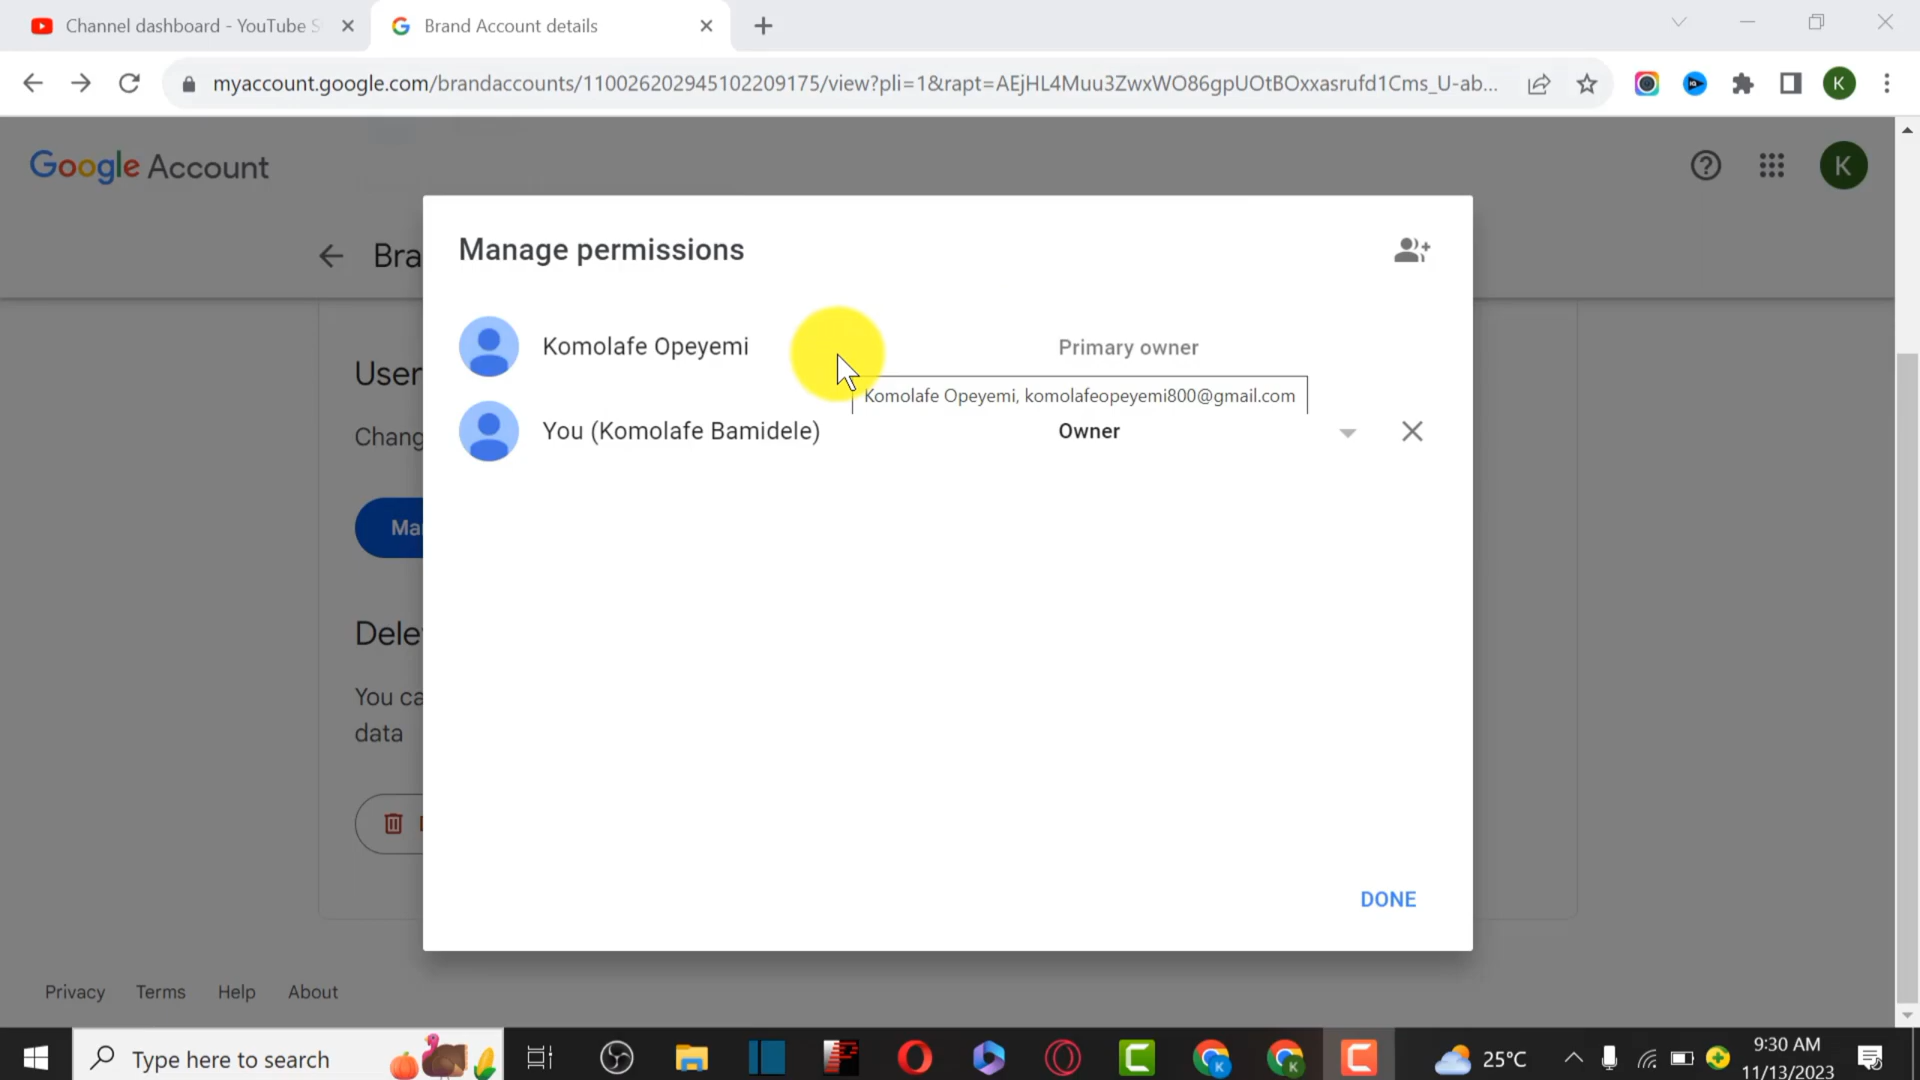 Channel dashboard - YouTube S
Brand Account details
myaccount.google.com/brandaccounts/110026202945102209175/view?pli=1&rapt=AEjHL4Muu3ZwxWO86gpUOtBOxxasrufd1Cms_U-ab...
K
Google Account
K
Bra
Manage permissions
Komolafe Opeyemi
Primary owner
Komolafe Opeyemi, komolafeopeyemi800@gmail.com
You (Komolafe Bamidele)
Owner
User
Chang
Ma
Dele
You ca
data
DONE
Privacy
Terms
Help
About
Type here to search
25°C
9:30 AM
11/13/2023